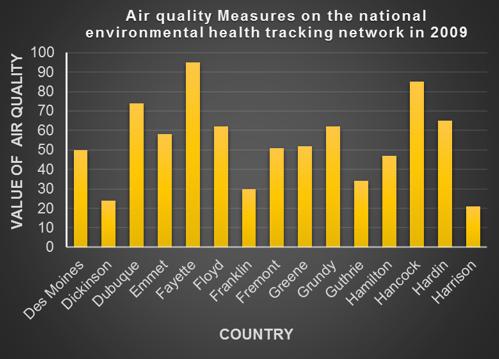 Air quality Measures on the national
environmental health tracking network in 2009
VALUE OF AIR QUALITY
100
90
80
70
60
50
40
30
20
10
0
Des Moines
Dickinson
Dubuque
Emmet
Fayette
Floyd
Franklin
Fremont
Greene
Grundy
Guthrie
Hamilton
Hancock
Hardin
Harrison
COUNTRY